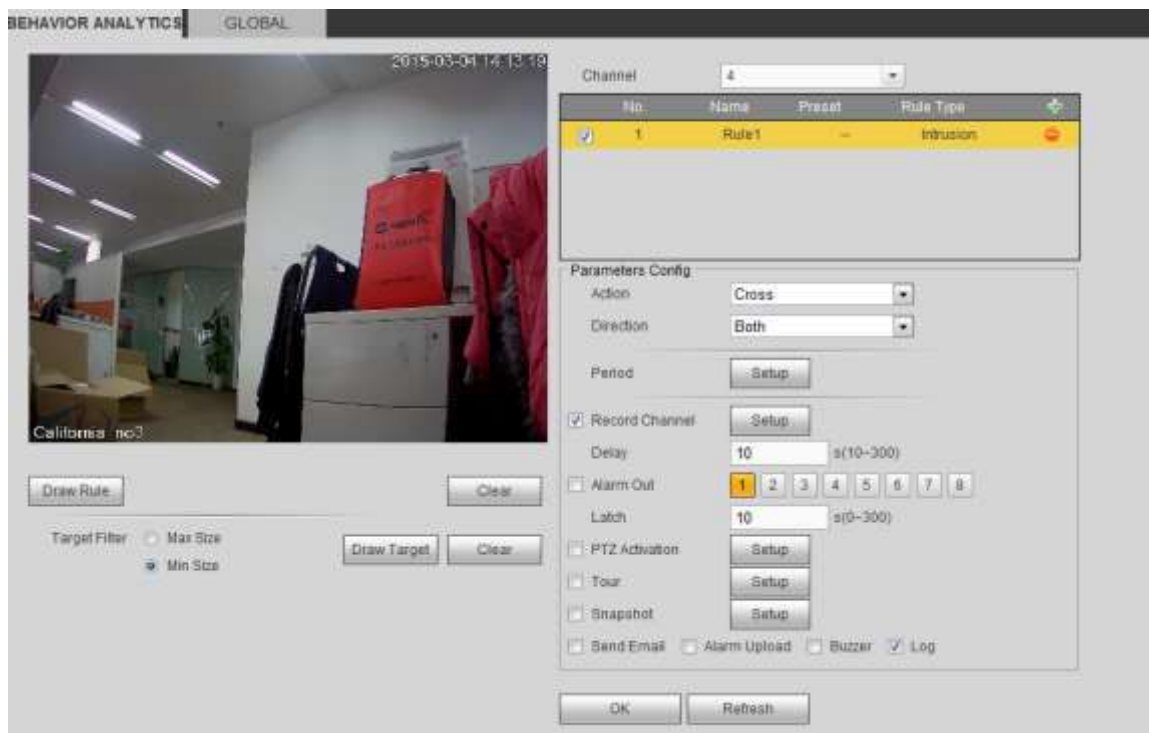 BEHAVIOR ANALYTICS GLOBAL
2015-03-04 14:13:19
California no3
Draw Rule Clear
Target Filter Max Size
Min Size
Draw Target Clear
Channel 4
No. Name Preset Rule Type
1 Rule1 -- Intrusion
Parameters Config
Action Cross
Direction Both
Period Setup
Record Channel Setup
Delay 10 s(10~300)
Alarm Out 1 2 3 4 5 6 7 8
Latch 10 s(0~300)
PTZ Activation Setup
Tour Setup
Snapshot Setup
Send Email Alarm Upload Buzzer Log
OK Refresh